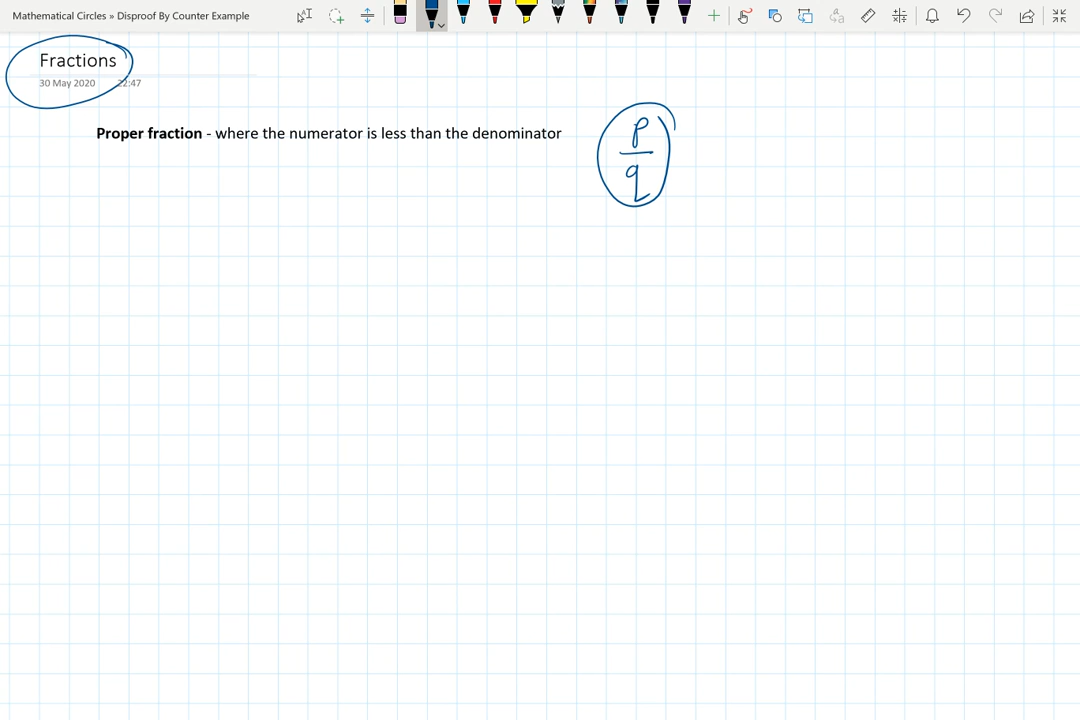 Mathematical Circles » Disproof By Counter Example
Fractions
30 May 2020 22:47
Proper fraction - where the numerator is less than the denominator
p
q